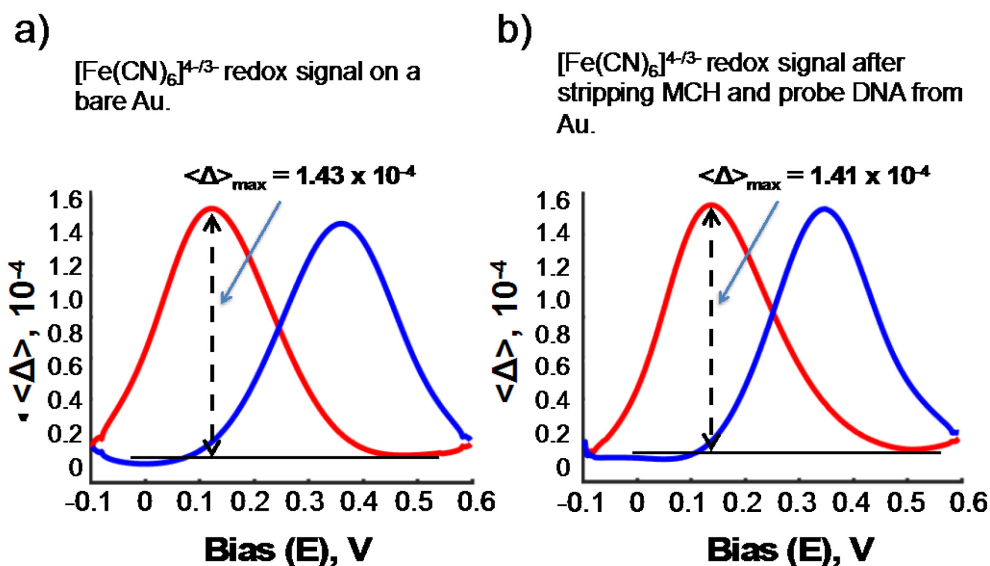 a)
[Fe(CN)₆]⁴⁻/³⁻ redox signal on a
bare Au.
<Δ>max = 1.43 x 10⁻⁴
<Δ>, 10⁻⁴
1.6
1.4
1.2
1.0
0.8
0.6
0.4
0.2
0
−0.1 0 0.1 0.2 0.3 0.4 0.5 0.6
Bias (E), V
b)
[Fe(CN)₆]⁴⁻/³⁻ redox signal after
stripping MCH and probe DNA from
Au.
<Δ>max = 1.41 x 10⁻⁴
<Δ>, 10⁻⁴
1.6
1.4
1.2
1.0
0.8
0.6
0.4
0.2
0
−0.1 0 0.1 0.2 0.3 0.4 0.5 0.6
Bias (E), V